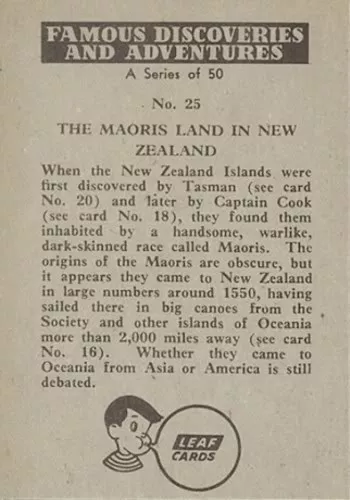 FAMOUS DISCOVERIES
AND ADVENTURES
A Series of 50
No. 25
THE MAORIS LAND IN NEW
ZEALAND
When the New Zealand Islands were
first discovered by Tasman (see card
No. 20) and later by Captain Cook
(see card No. 18), they found them
inhabited by a handsome, warlike,
dark-skinned race called Maoris. The
origins of the Maoris are obscure, but
it appears they came to New Zealand
in large numbers around 1550, having
sailed there in big canoes from the
Society and other islands of Oceania
more than 2,000 miles away (see card
No. 16). Whether they came to
Oceania from Asia or America is still
debated.
LEAF
CARDS